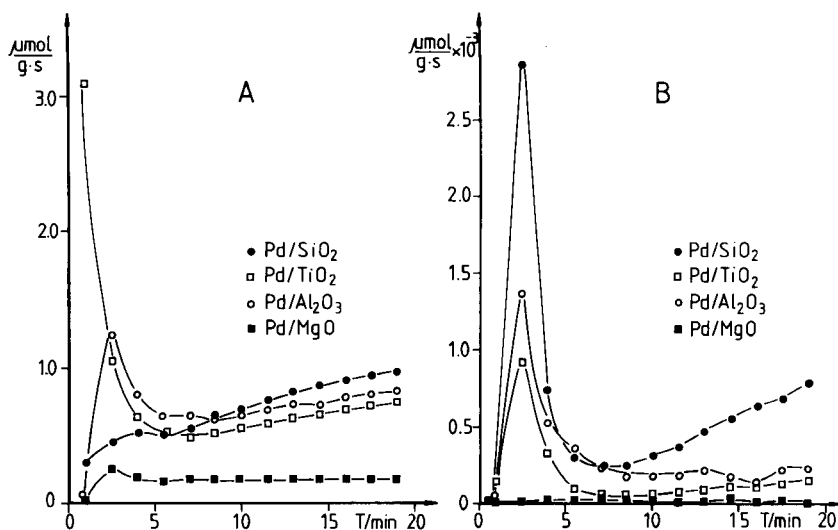 μmol
g·s
A
3.0
2.0
1.0
0
● Pd/SiO₂
□ Pd/TiO₂
○ Pd/Al₂O₃
■ Pd/MgO
0 5 10 15 T/min 20
μmol ×10⁻³
g·s
B
2.5
1.5
1.0
0.5
0
● Pd/SiO₂
□ Pd/TiO₂
○ Pd/Al₂O₃
■ Pd/MgO
0 5 10 15 T/min 20